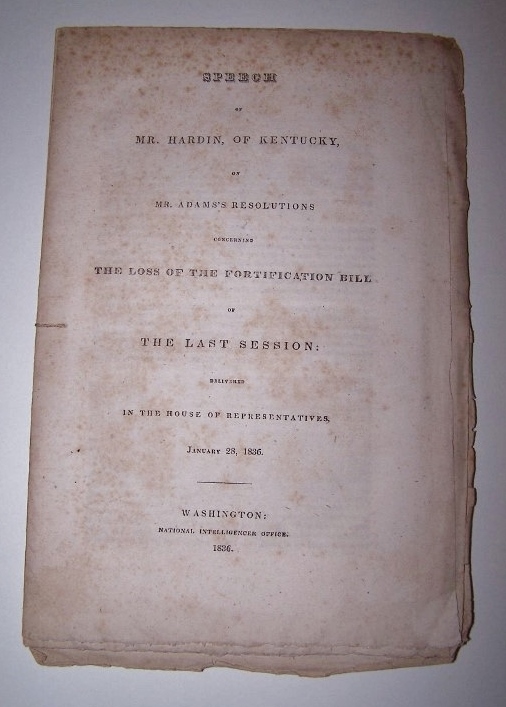 SPEECH
OF
MR. HARDIN, OF KENTUCKY,
ON
MR. ADAMS'S RESOLUTIONS
CONCERNING
THE LOSS OF THE FORTIFICATION BILL
OF
THE LAST SESSION:
DELIVERED
IN THE HOUSE OF REPRESENTATIVES,
JANUARY 28, 1836.
WASHINGTON:
NATIONAL INTELLIGENCER OFFICE.
1836.